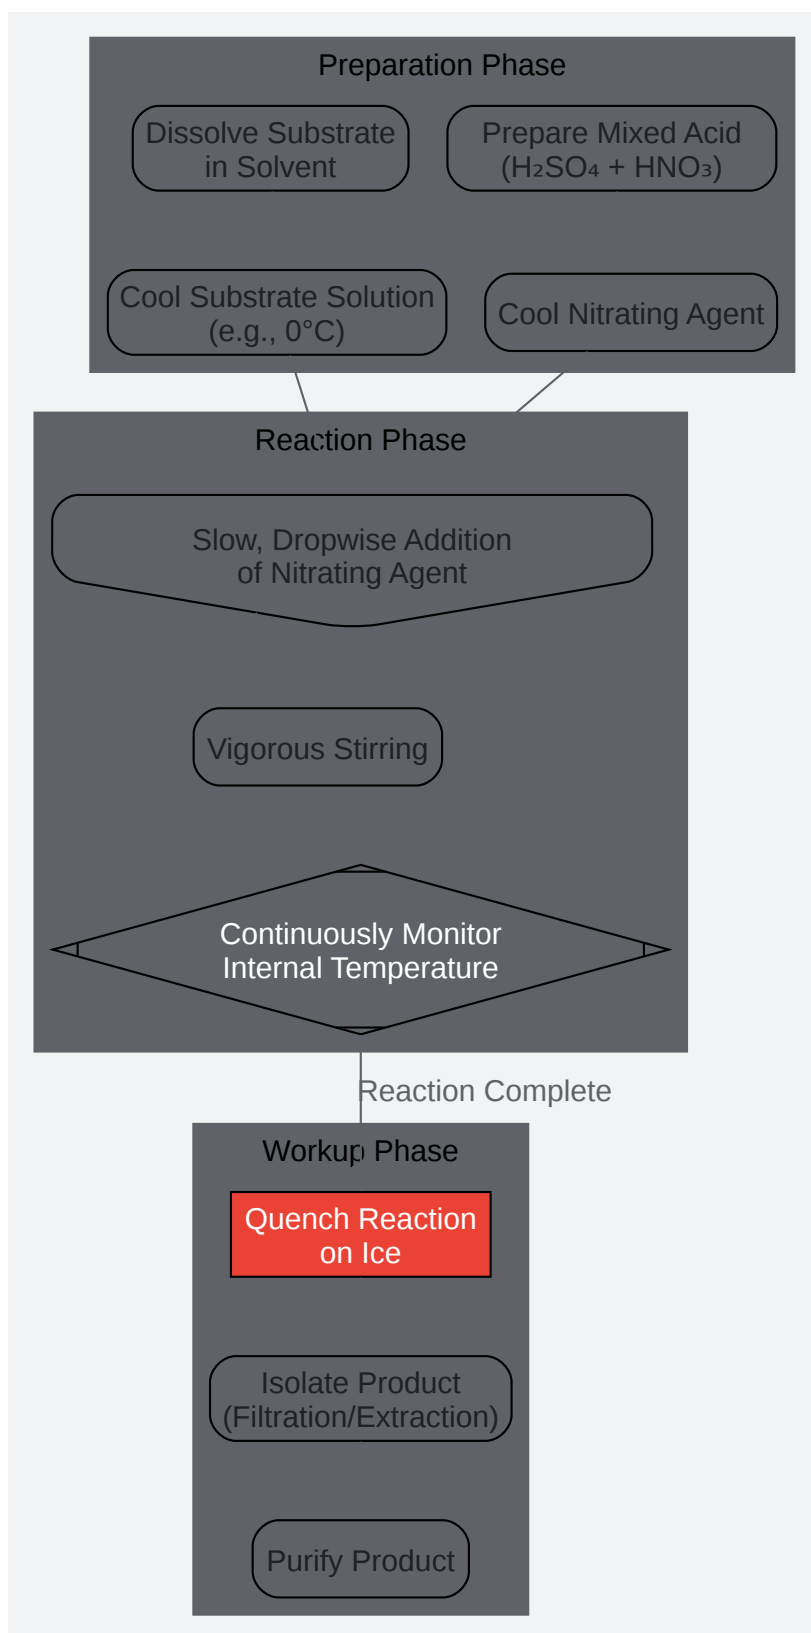 Preparation Phase
Dissolve Substrate
in Solvent
Prepare Mixed Acid
(H₂SO₄ + HNO₃)
Cool Substrate Solution
(e.g., 0°C)
Cool Nitrating Agent
Reaction Phase
Slow, Dropwise Addition
of Nitrating Agent
Vigorous Stirring
Continuously Monitor
Internal Temperature
Reaction Complete
Workup Phase
Quench Reaction
on Ice
Isolate Product
(Filtration/Extraction)
Purify Product